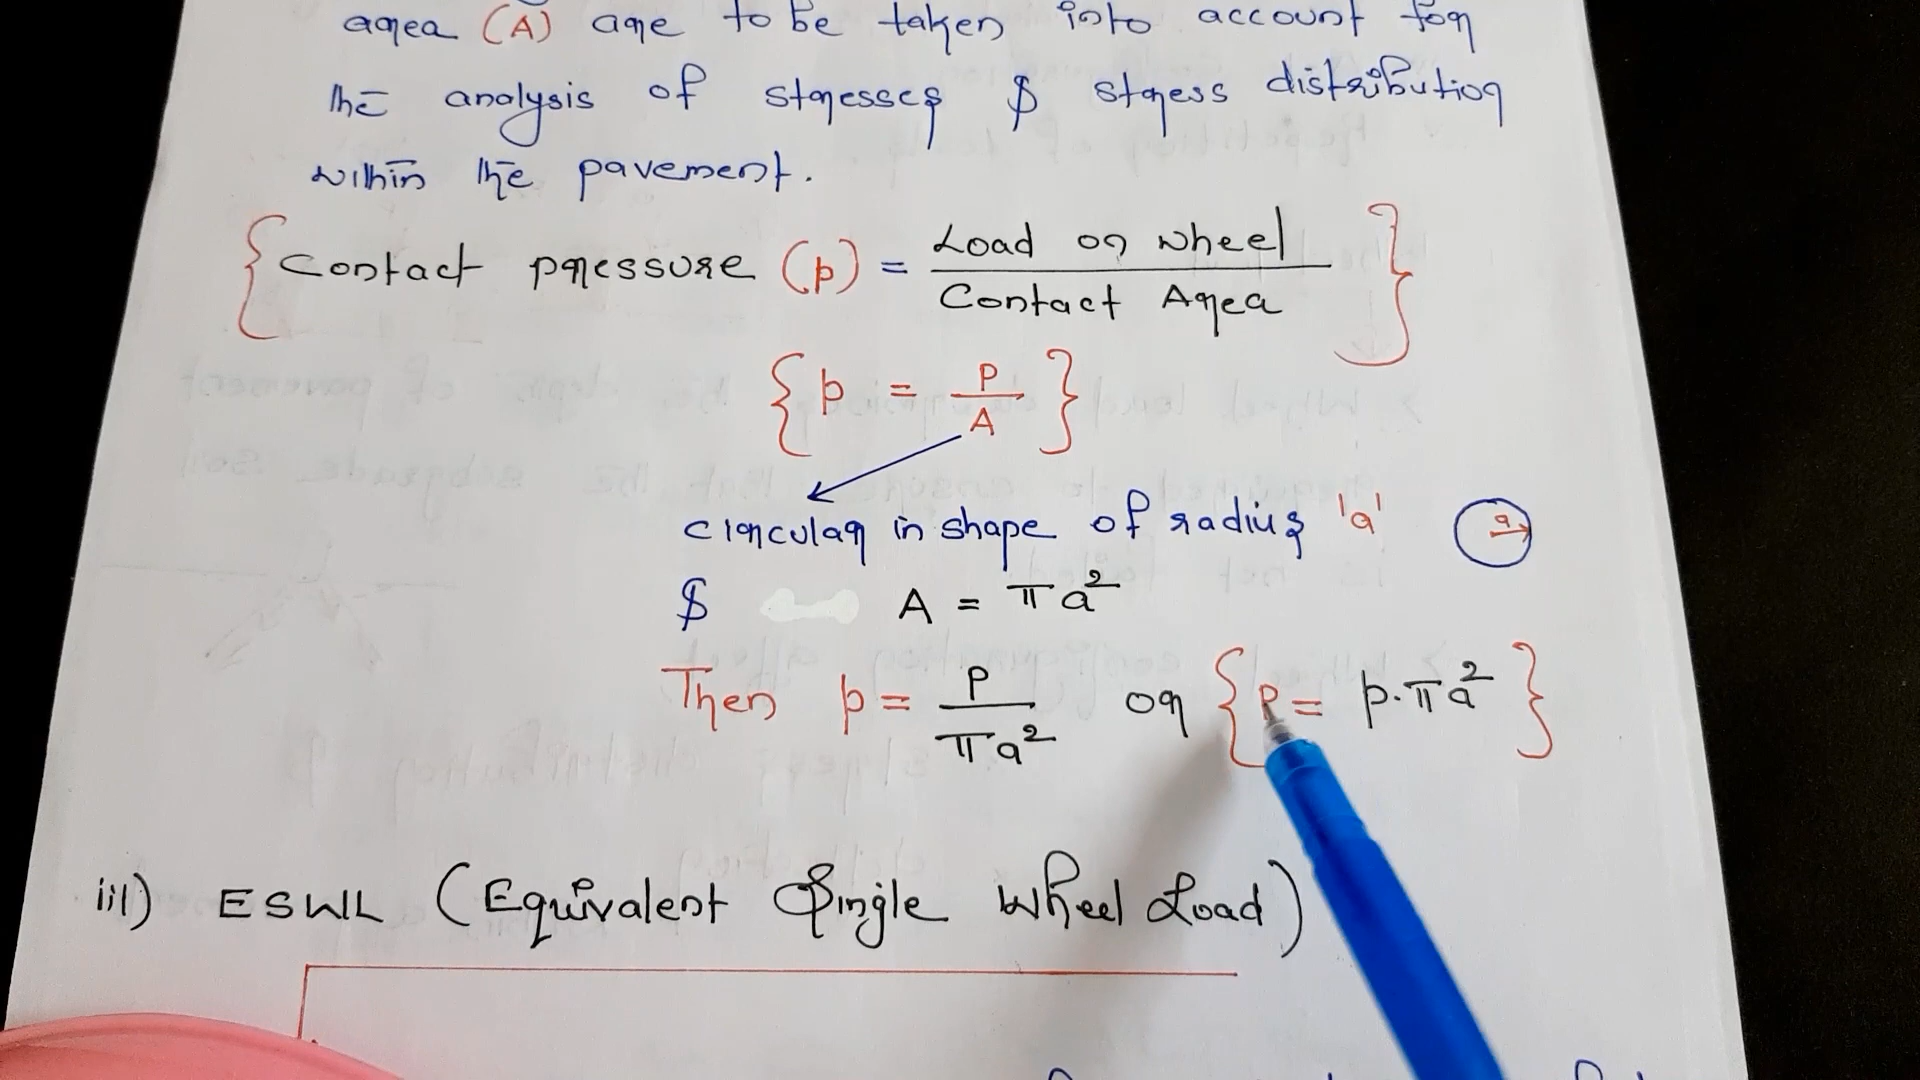 area (A) are to be taken into account for
the analysis of stresses & stress distribution
within the pavement.
{ Contact pressure (p) = Load on wheel / Contact Area }
{ p = P / A }
circular in shape of radius 'a' a
& A = πa²
Then p = P / πa² or { P = p.πa² }
iii) ESWL (Equivalent Single Wheel Load)